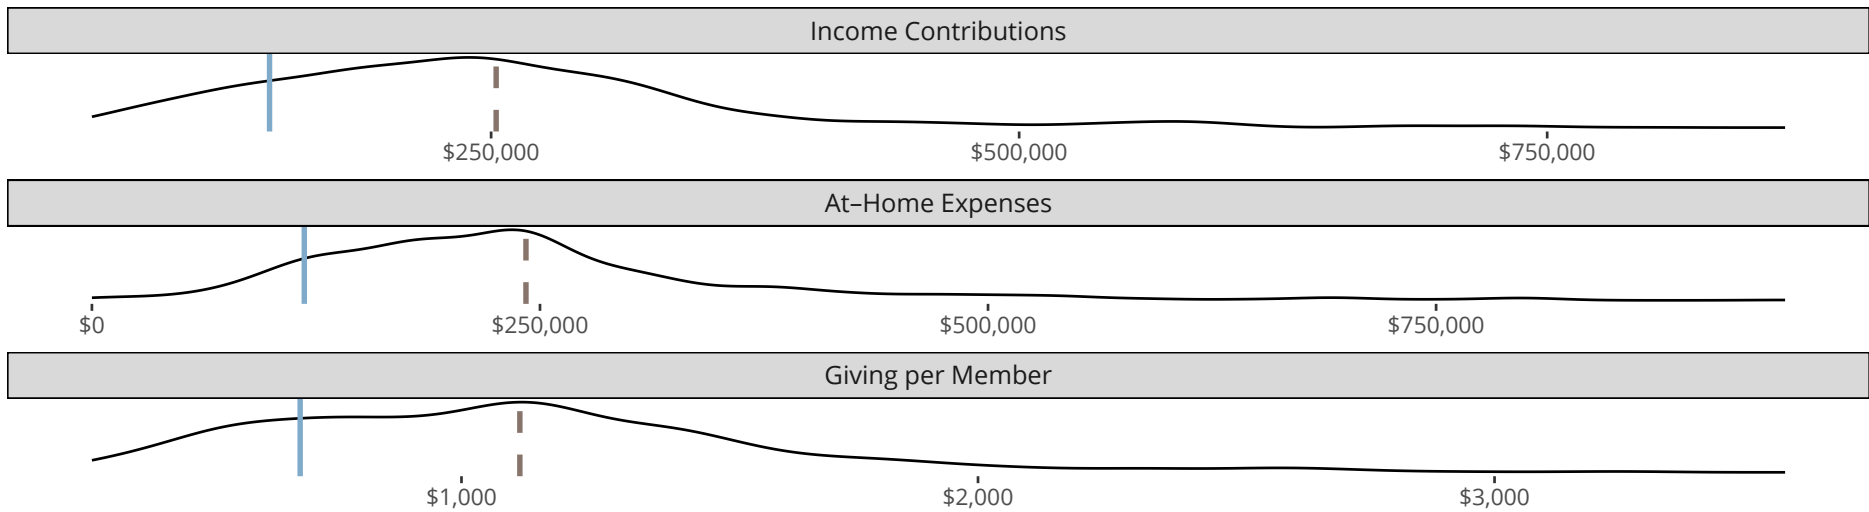 Income Contributions
$250,000 $500,000 $750,000
At–Home Expenses
$0 $250,000 $500,000 $750,000
Giving per Member
$1,000 $2,000 $3,000